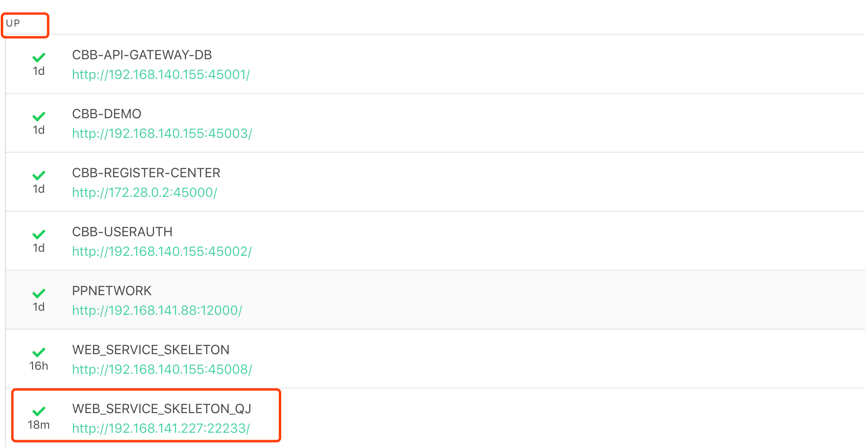 UP
CBB-API-GATEWAY-DB
1d
http://192.168.140.155:45001/
CBB-DEMO
1d
http://192.168.140.155:45003/
CBB-REGISTER-CENTER
1d
http://172.28.0.2:45000/
CBB-USERAUTH
1d
http://192.168.140.155:45002/
PPNETWORK
1d
http://192.168.141.88:12000/
WEB_SERVICE_SKELETON
16h
http://192.168.140.155:45008/
WEB_SERVICE_SKELETON_QJ
18m
http://192.168.141.227:22233/